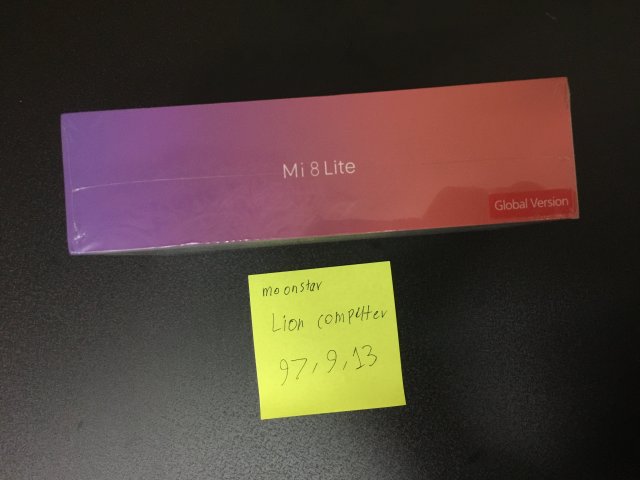 Mi 8 Lite
Global Version
moonstar
Lion computer
97,9,13